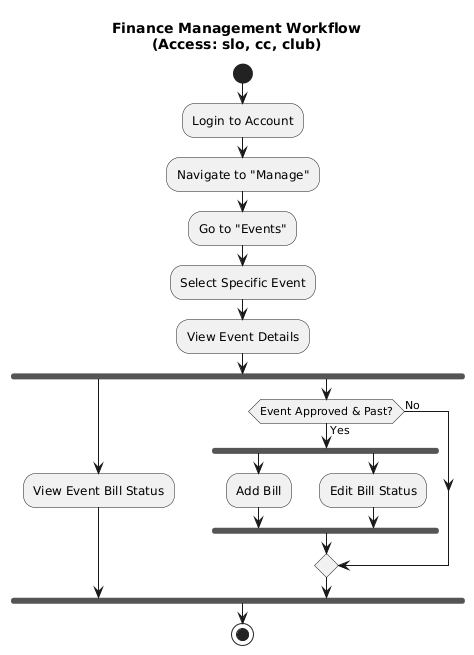 Finance Management Workflow
(Access: slo, cc, club)
Login to Account
Navigate to "Manage"
Go to "Events"
Select Specific Event
View Event Details
Event Approved & Past?
No
Yes
View Event Bill Status
Add Bill
Edit Bill Status